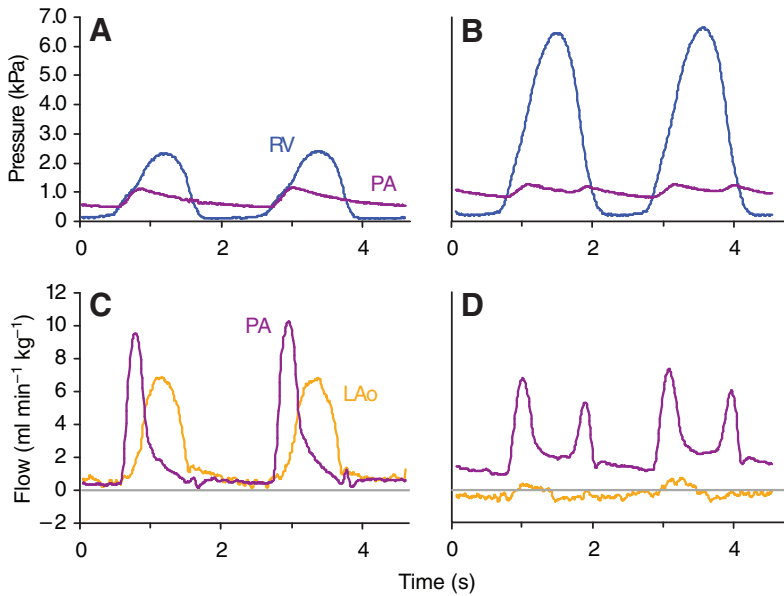 A
B
Pressure (kPa)
7.0
6.0
5.0
4.0
3.0
2.0
1.0
0
RV
PA
0 2 4
0 2 4
C
D
Flow (ml min⁻¹ kg⁻¹)
12
10
8
6
4
2
0
−2
PA
LAo
0 2 4
0 2 4
Time (s)